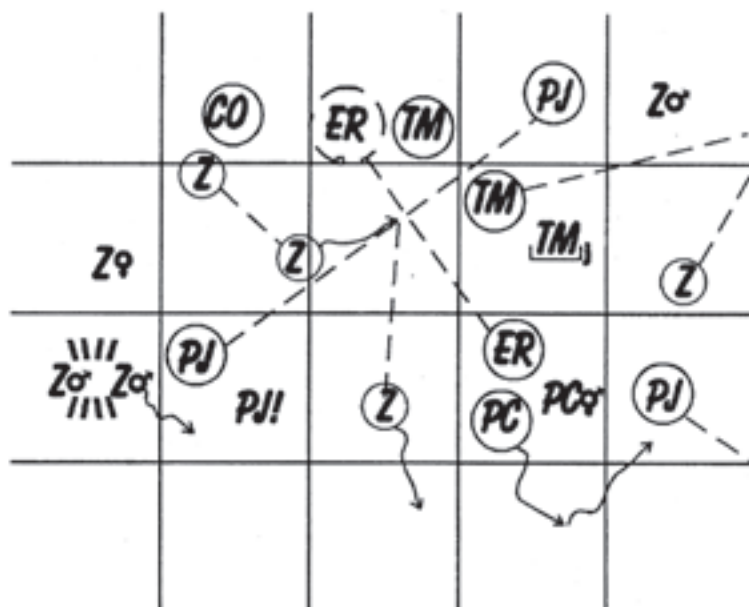 CO ER TM PJ Z♂
Z TM
Z♀ Z TM Z
Z♂ Z♂ PJ PJ! Z ER PC PC♂ PJ